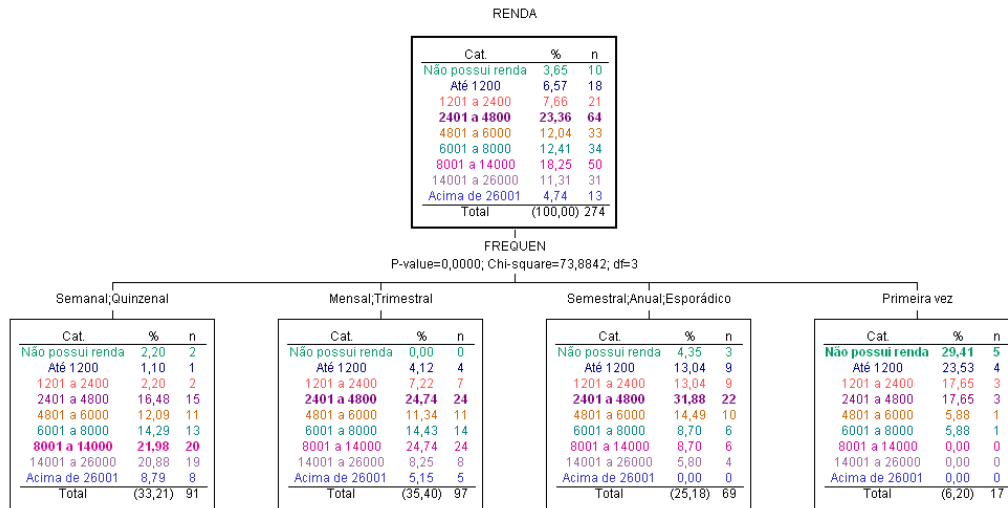 RENDA
Cat. % n
Não possui renda 3,65 10
Até 1200 6,57 18
1201 a 2400 7,66 21
2401 a 4800 23,36 64
4801 a 6000 12,04 33
6001 a 8000 12,41 34
8001 a 14000 18,25 50
14001 a 26000 11,31 31
Acima de 26001 4,74 13
Total (100,00) 274
FREQUEN
P-value=0,0000; Chi-square=73,8842; df=3
Semanal;Quinzenal
Cat. % n
Não possui renda 2,20 2
Até 1200 1,10 1
1201 a 2400 2,20 2
2401 a 4800 16,48 15
4801 a 6000 12,09 11
6001 a 8000 14,29 13
8001 a 14000 21,98 20
14001 a 26000 20,88 19
Acima de 26001 8,79 8
Total (33,21) 91
Mensal;Trimestral
Cat. % n
Não possui renda 0,00 0
Até 1200 4,12 4
1201 a 2400 7,22 7
2401 a 4800 24,74 24
4801 a 6000 11,34 11
6001 a 8000 14,43 14
8001 a 14000 24,74 24
14001 a 26000 8,25 8
Acima de 26001 5,15 5
Total (35,40) 97
Semestral;Anual;Esporádico
Cat. % n
Não possui renda 4,35 3
Até 1200 13,04 9
1201 a 2400 13,04 9
2401 a 4800 31,88 22
4801 a 6000 14,49 10
6001 a 8000 8,70 6
8001 a 14000 8,70 6
14001 a 26000 5,80 4
Acima de 26001 0,00 0
Total (25,18) 69
Primeira vez
Cat. % n
Não possui renda 29,41 5
Até 1200 23,53 4
1201 a 2400 17,65 3
2401 a 4800 17,65 3
4801 a 6000 5,88 1
6001 a 8000 5,88 1
8001 a 14000 0,00 0
14001 a 26000 0,00 0
Acima de 26001 0,00 0
Total (6,20) 17